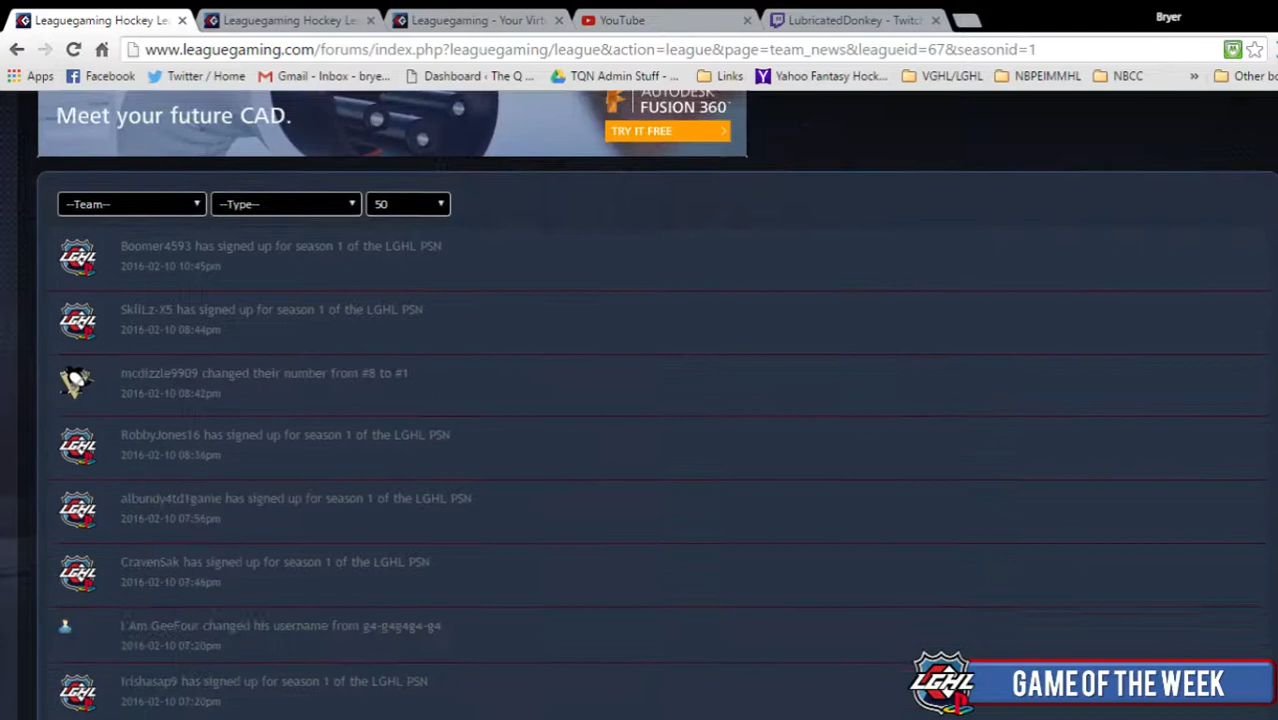 Leaguegaming Hockey Le
Leaguegaming Hockey Le
Leaguegaming - Your Virt
YouTube
LubricatedDonkey - Twitch
Bryer
www.leaguegaming.com/forums/index.php?leaguegaming/league&action=league&page=team_news&leagueid=67&seasonid=1
Apps
Facebook
Twitter / Home
Gmail - Inbox - brye...
Dashboard ‹ The Q ...
TQN Admin Stuff - ...
Links
Yahoo Fantasy Hock...
VGHL/LGHL
NBPEIMMHL
NBCC
»
Other bo
Meet your future CAD.
AUTODESK
FUSION 360
TRY IT FREE
--Team--
--Type--
50
Boomer4593 has signed up for season 1 of the LGHL PSN
2016-02-10 10:45pm
SkilLz-X5 has signed up for season 1 of the LGHL PSN
2016-02-10 08:44pm
mcdizzle9909 changed their number from #8 to #1
2016-02-10 08:42pm
RobbyJones16 has signed up for season 1 of the LGHL PSN
2016-02-10 08:36pm
albundy4td1game has signed up for season 1 of the LGHL PSN
2016-02-10 07:56pm
CravenSak has signed up for season 1 of the LGHL PSN
2016-02-10 07:46pm
I Am GeeFour changed his username from g4-g4g4g4-g4
2016-02-10 07:20pm
Irishasap9 has signed up for season 1 of the LGHL PSN
2016-02-10 07:20pm
LGHL
GAME OF THE WEEK